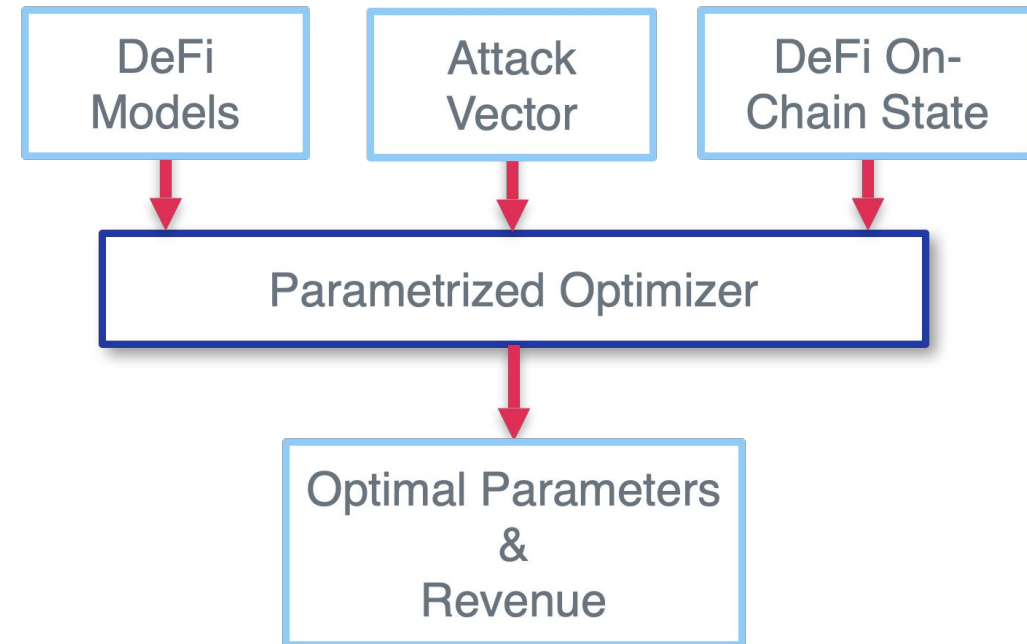 DeFi
Models
Attack
Vector
DeFi On-
Chain State
Parametrized Optimizer
Optimal Parameters
&
Revenue